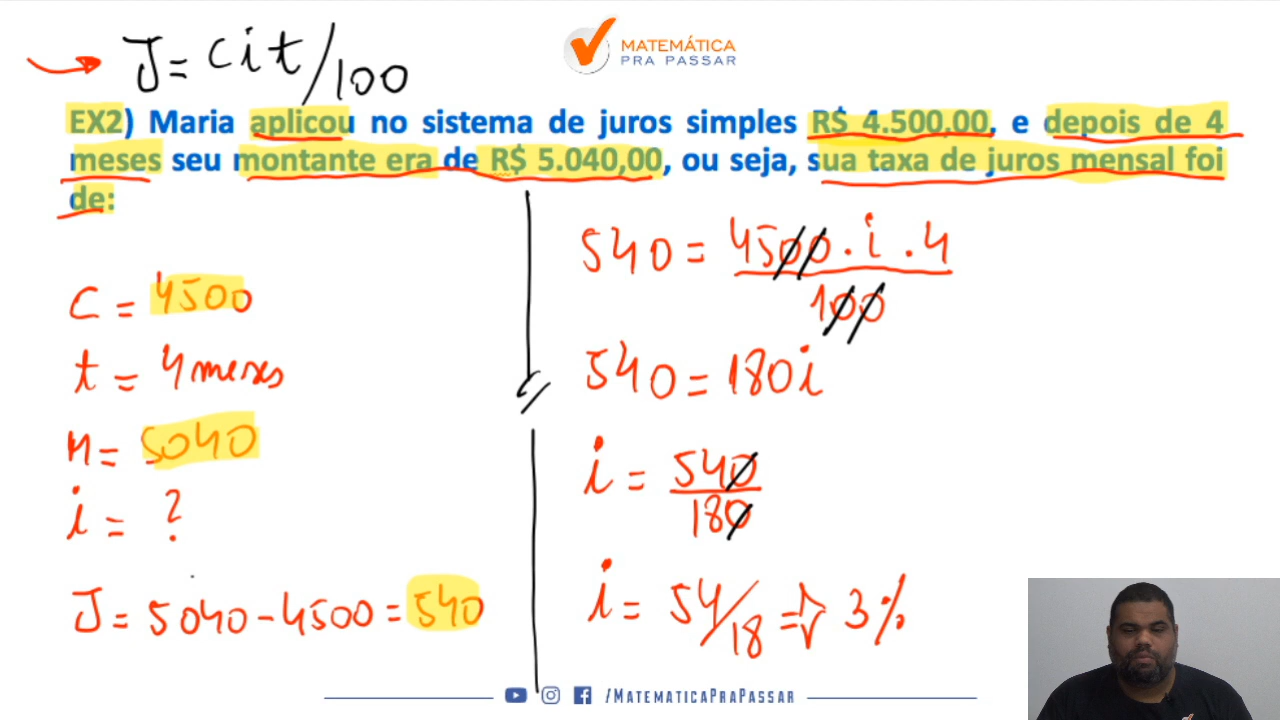 J = cit/100
MATEMÁTICA
PRA PASSAR
EX2) Maria aplicou no sistema de juros simples R$ 4.500,00, e depois de 4
meses seu montante era de R$ 5.040,00, ou seja, sua taxa de juros mensal foi
de:
C = 4500
t = 4 meses
M = 5040
i = ?
J = 5040 - 4500 = 540
540 = 4500 . i . 4
100
540 = 180i
i = 540
180
i = 54/18 => 3%
/MATEMATICAPRAPASSAR